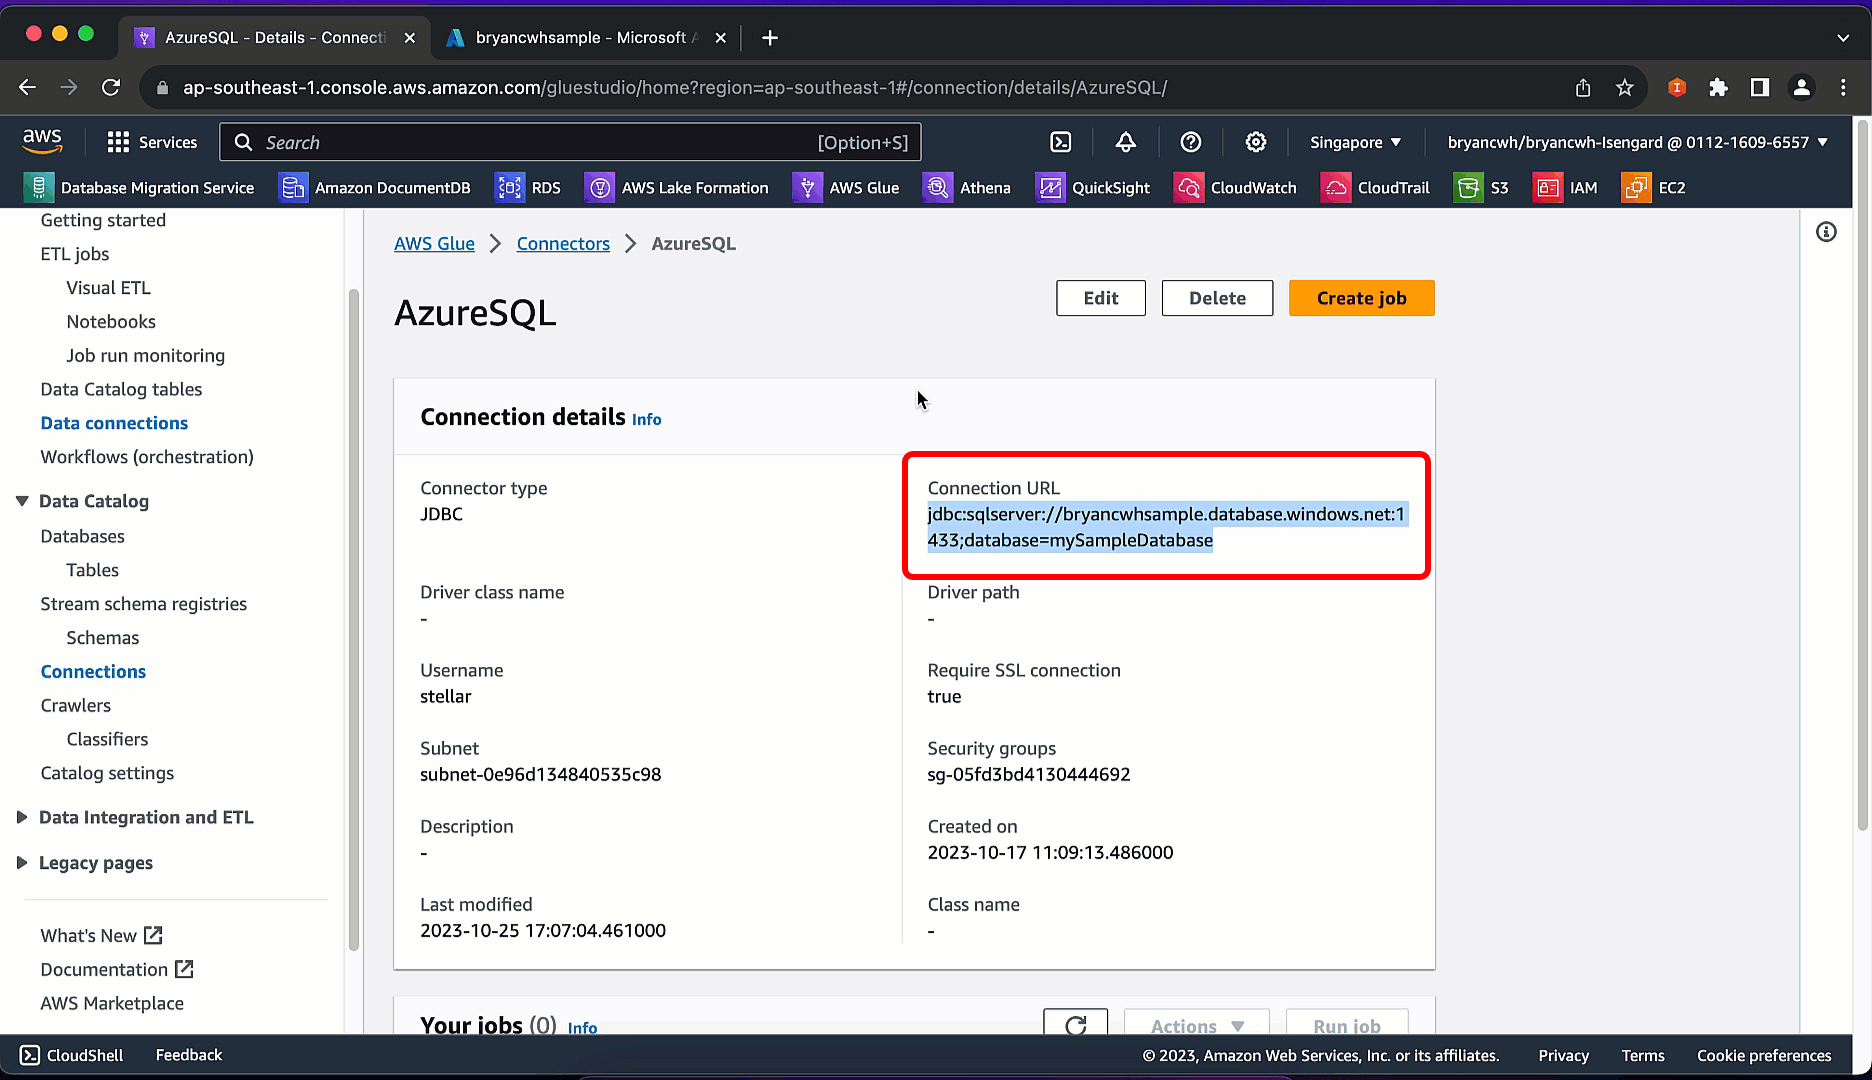 AzureSQL - Details - Connecti
bryancwhsample - Microsoft A
ap-southeast-1.console.aws.amazon.com/gluestudio/home?region=ap-southeast-1#/connection/details/AzureSQL/
aws
Services
Search
[Option+S]
Singapore
bryancwh/bryancwh-Isengard @ 0112-1609-6557
Database Migration Service
Amazon DocumentDB
RDS
AWS Lake Formation
AWS Glue
Athena
QuickSight
CloudWatch
CloudTrail
S3
IAM
EC2
Getting started
ETL jobs
Visual ETL
Notebooks
Job run monitoring
Data Catalog tables
Data connections
Workflows (orchestration)
Data Catalog
Databases
Tables
Stream schema registries
Schemas
Connections
Crawlers
Classifiers
Catalog settings
Data Integration and ETL
Legacy pages
What's New
Documentation
AWS Marketplace
AWS Glue > Connectors > AzureSQL
AzureSQL
Edit
Delete
Create job
Connection details Info
Connector type
JDBC
Connection URL
jdbc:sqlserver://bryancwhsample.database.windows.net:1
433;database=mySampleDatabase
Driver class name
-
Driver path
-
Username
stellar
Require SSL connection
true
Subnet
subnet-0e96d134840535c98
Security groups
sg-05fd3bd4130444692
Description
-
Created on
2023-10-17 11:09:13.486000
Last modified
2023-10-25 17:07:04.461000
Class name
-
Your jobs (0) Info
Actions
Run job
CloudShell
Feedback
© 2023, Amazon Web Services, Inc. or its affiliates.
Privacy
Terms
Cookie preferences